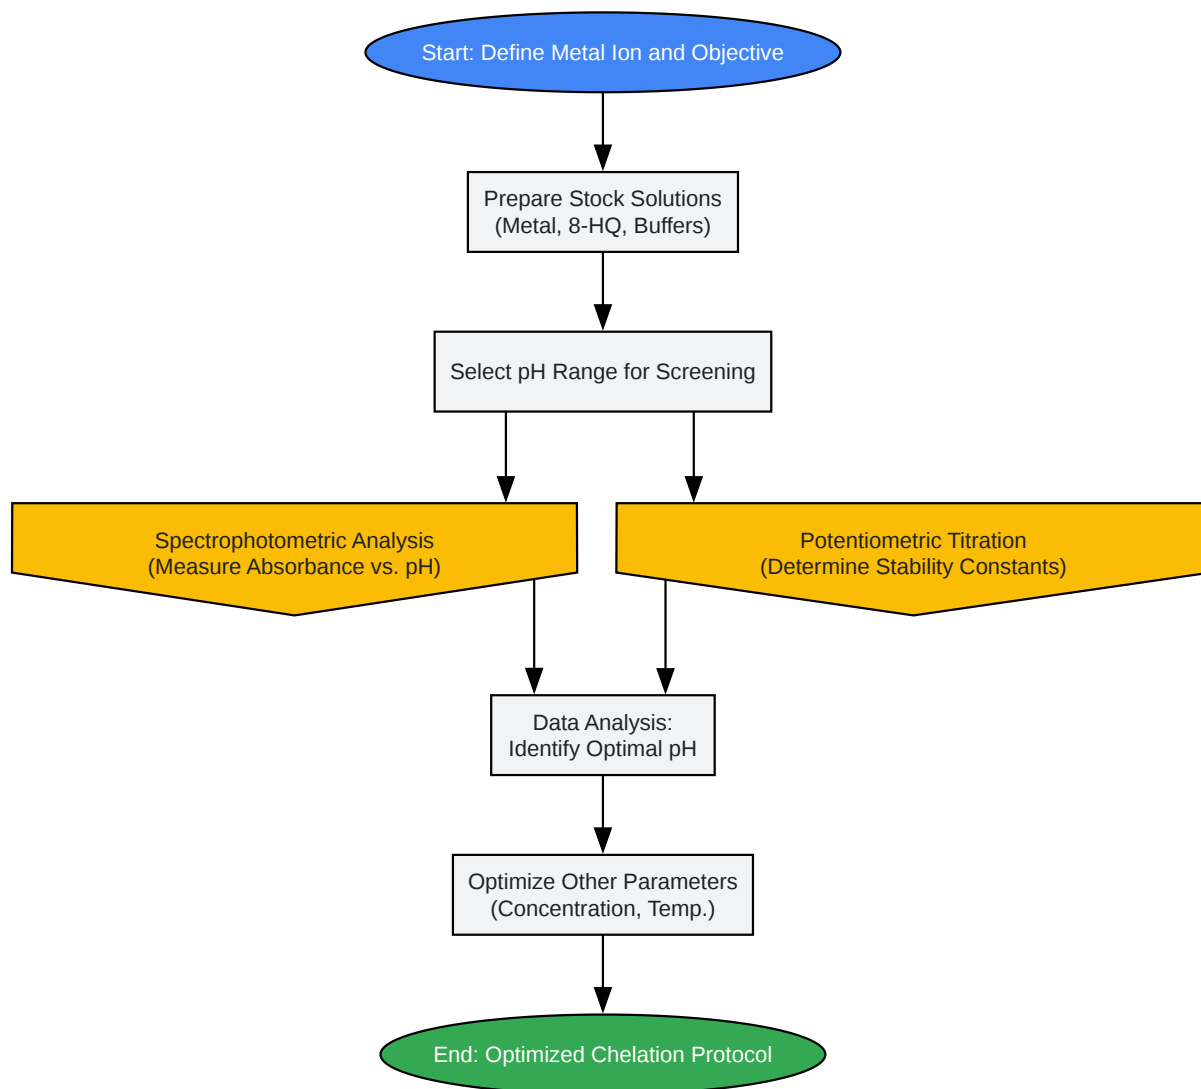 Start: Define Metal Ion and Objective
Prepare Stock Solutions
(Metal, 8-HQ, Buffers)
Select pH Range for Screening
Spectrophotometric Analysis
(Measure Absorbance vs. pH)
Potentiometric Titration
(Determine Stability Constants)
Data Analysis:
Identify Optimal pH
Optimize Other Parameters
(Concentration, Temp.)
End: Optimized Chelation Protocol